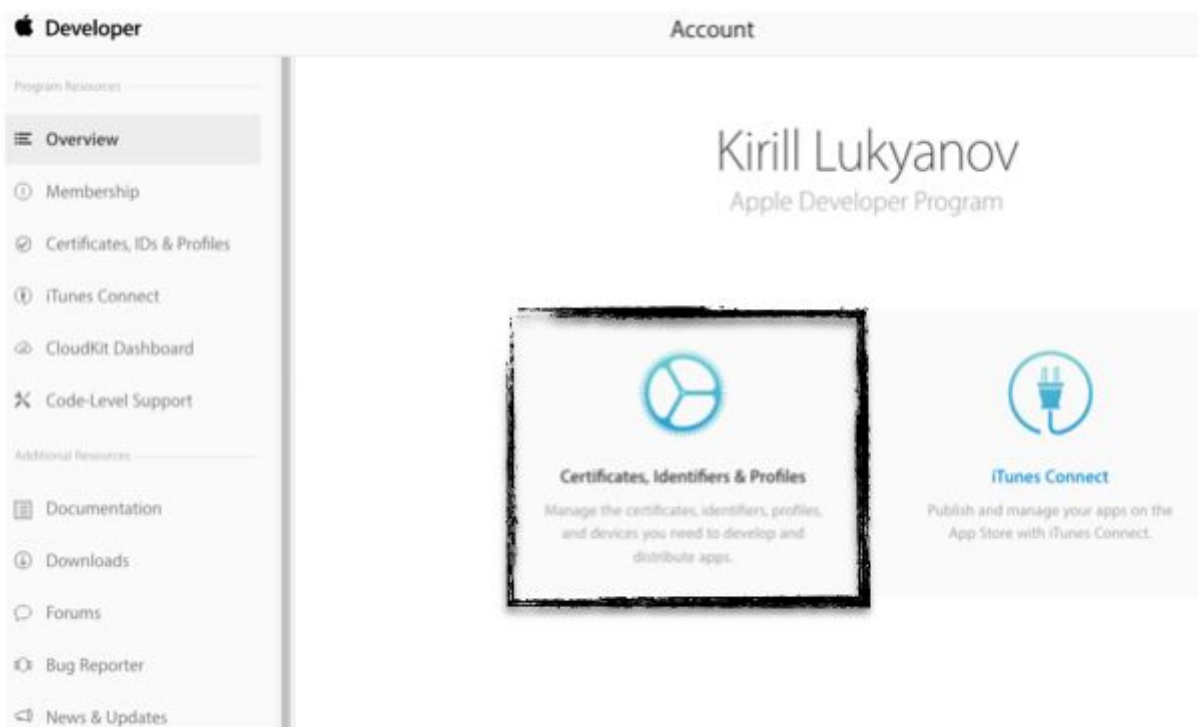 Developer
Account
Program Resources
Overview
Membership
Certificates, IDs & Profiles
iTunes Connect
CloudKit Dashboard
Code-Level Support
Additional Resources
Documentation
Downloads
Forums
Bug Reporter
News & Updates
Kirill Lukyanov
Apple Developer Program
Certificates, Identifiers & Profiles
Manage the certificates, identifiers, profiles,
and devices you need to develop and
distribute apps.
iTunes Connect
Publish and manage your apps on the
App Store with iTunes Connect.